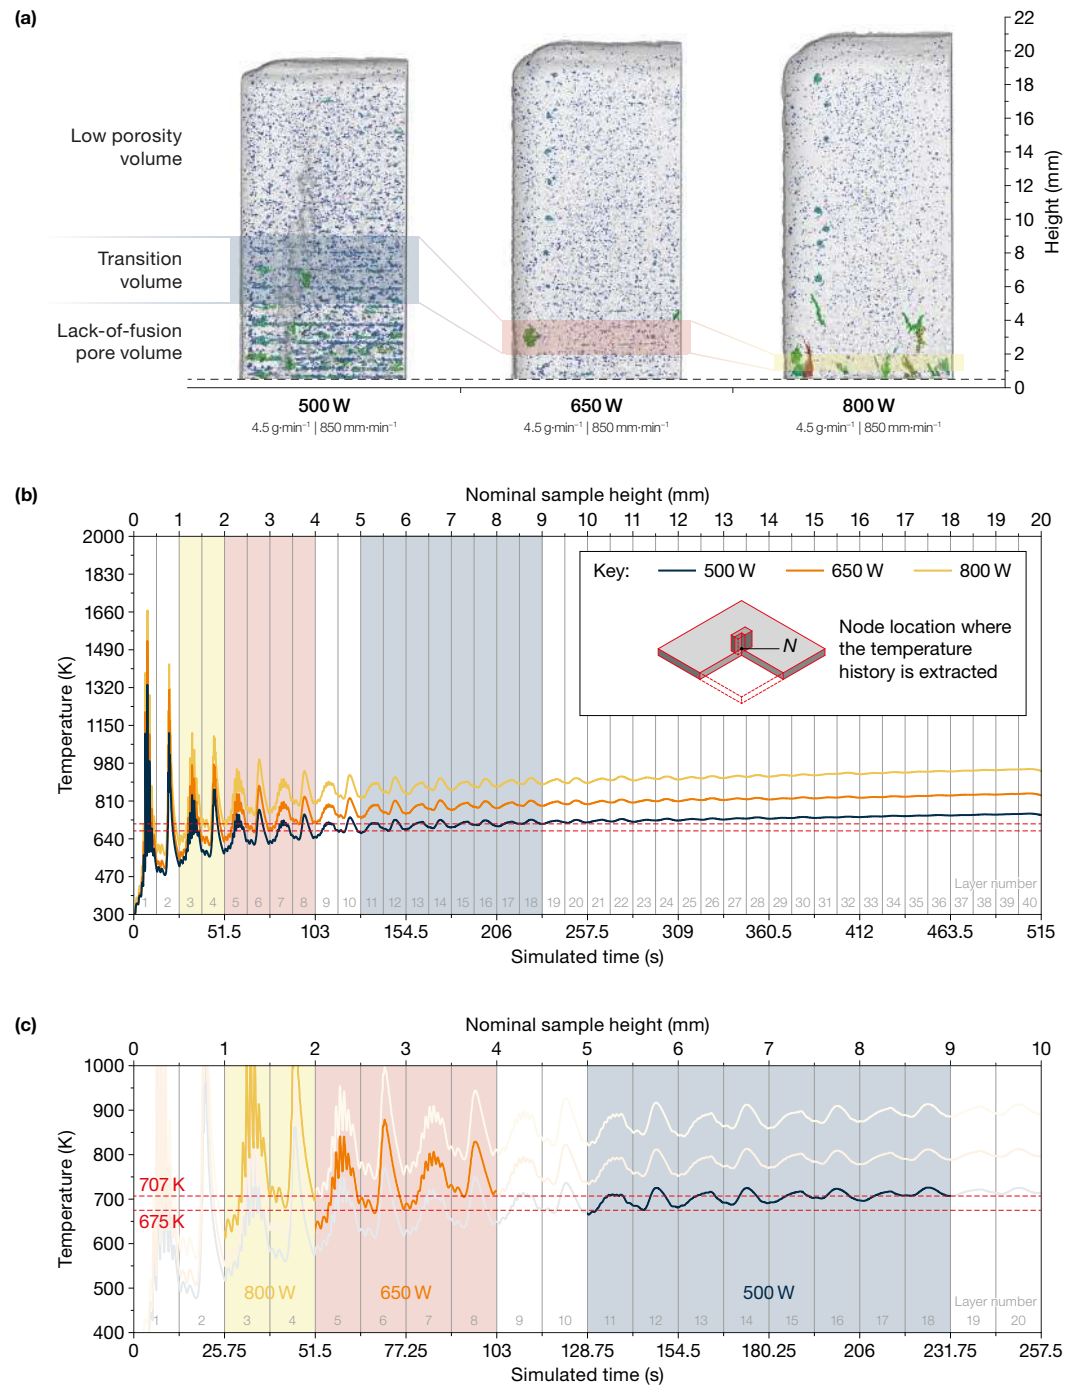 (a)
22
20
18
16
14
12
10
8
6
4
2
0
Height (mm)
Low porosity
volume
Transition
volume
Lack-of-fusion
pore volume
500 W
4.5 g·min⁻¹ | 850 mm·min⁻¹
650 W
4.5 g·min⁻¹ | 850 mm·min⁻¹
800 W
4.5 g·min⁻¹ | 850 mm·min⁻¹
(b)
Nominal sample height (mm)
0 1 2 3 4 5 6 7 8 9 10 11 12 13 14 15 16 17 18 19 20
2000
1830
1660
1490
1320
1150
980
810
640
470
300
Temperature (K)
Key: 500 W 650 W 800 W
N
Node location where
the temperature
history is extracted
Layer number
1 2 3 4 5 6 7 8 9 10 11 12 13 14 15 16 17 18 19 20 21 22 23 24 25 26 27 28 29 30 31 32 33 34 35 36 37 38 39 40
0 51.5 103 154.5 206 257.5 309 360.5 412 463.5 515
Simulated time (s)
(c)
Nominal sample height (mm)
0 1 2 3 4 5 6 7 8 9 10
1000
900
800
700
600
500
400
Temperature (K)
707 K
675 K
800 W
650 W
500 W
Layer number
1 2 3 4 5 6 7 8 9 10 11 12 13 14 15 16 17 18 19 20
0 25.75 51.5 77.25 103 128.75 154.5 180.25 206 231.75 257.5
Simulated time (s)